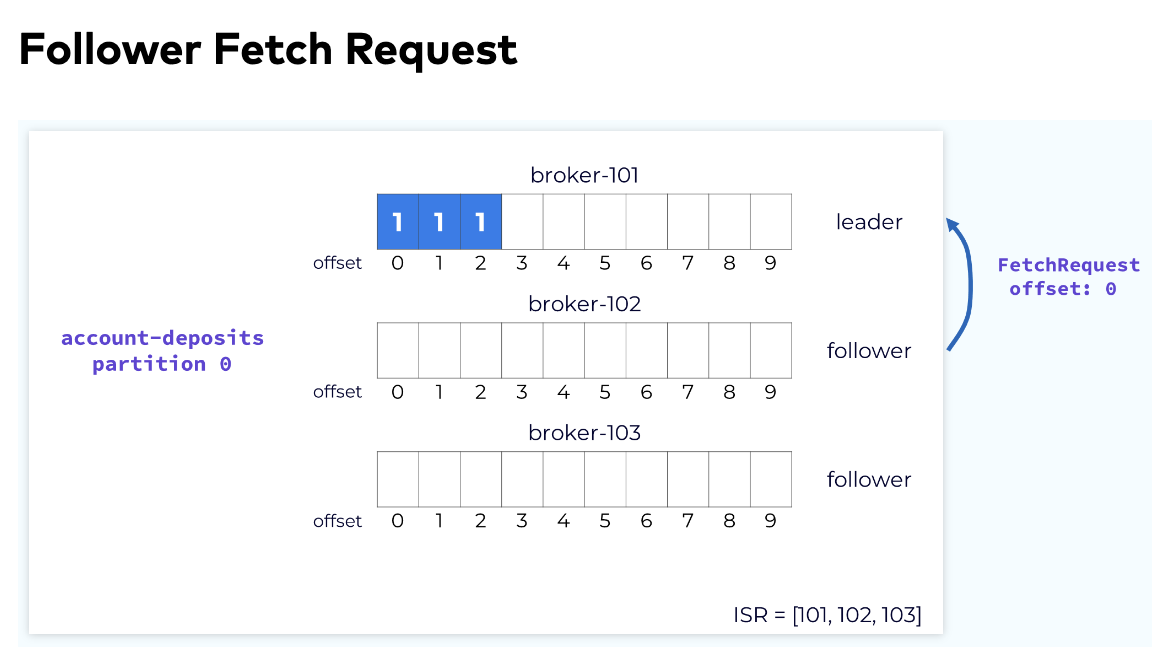 Follower Fetch Request
broker-101
1 1 1
leader
offset 0 1 2 3 4 5 6 7 8 9
FetchRequest
offset: 0
broker-102
account-deposits
partition 0
follower
offset 0 1 2 3 4 5 6 7 8 9
broker-103
follower
offset 0 1 2 3 4 5 6 7 8 9
ISR = [101, 102, 103]